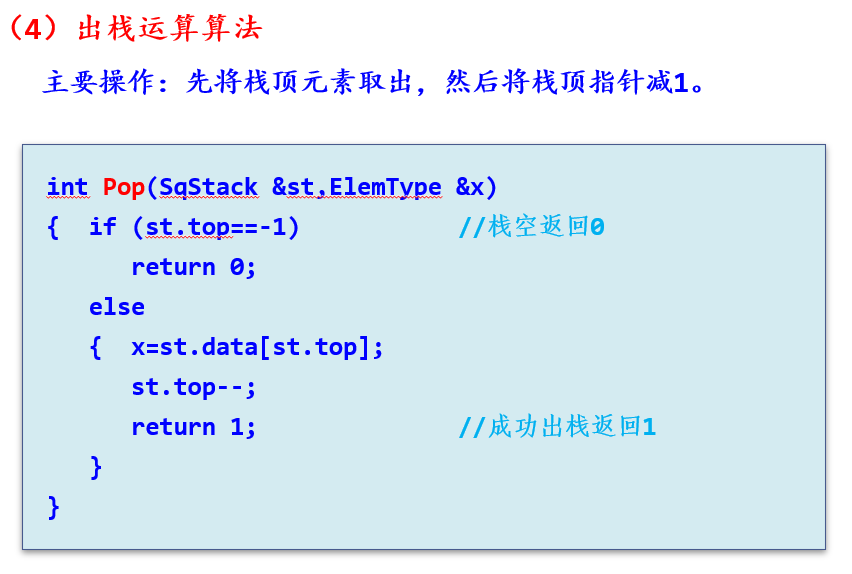 （4）出栈运算算法
主要操作：先将栈顶元素取出，然后将栈顶指针减1。
int Pop(SqStack &st,ElemType &x)
{  if (st.top==-1)    //栈空返回0
      return 0;
   else
   {  x=st.data[st.top];
      st.top--;
      return 1;    //成功出栈返回1
   }
}